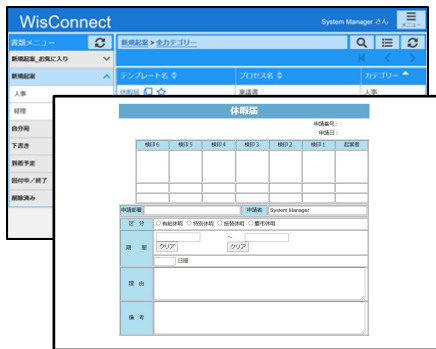 WisConnect
System Manager さん
メニュー
書類メニュー
新規起案 > 全カテゴリー
新規起案_お気に入り
新規起案
テンプレート名
プロセス名
カテゴリー
人事
休暇届
稟議書
人事
経理
自分宛
下書き
到着予定
回付中／終了
削除済み
休暇届
申請番号：
申請日：
検印6
検印5
検印4
検印3
検印2
検印1
起案者
申請部署
申請者
System Manager
区 分
有給休暇
特別休暇
振替休暇
慶弔休暇
期 間
～
クリア
クリア
日間
理 由
備 考